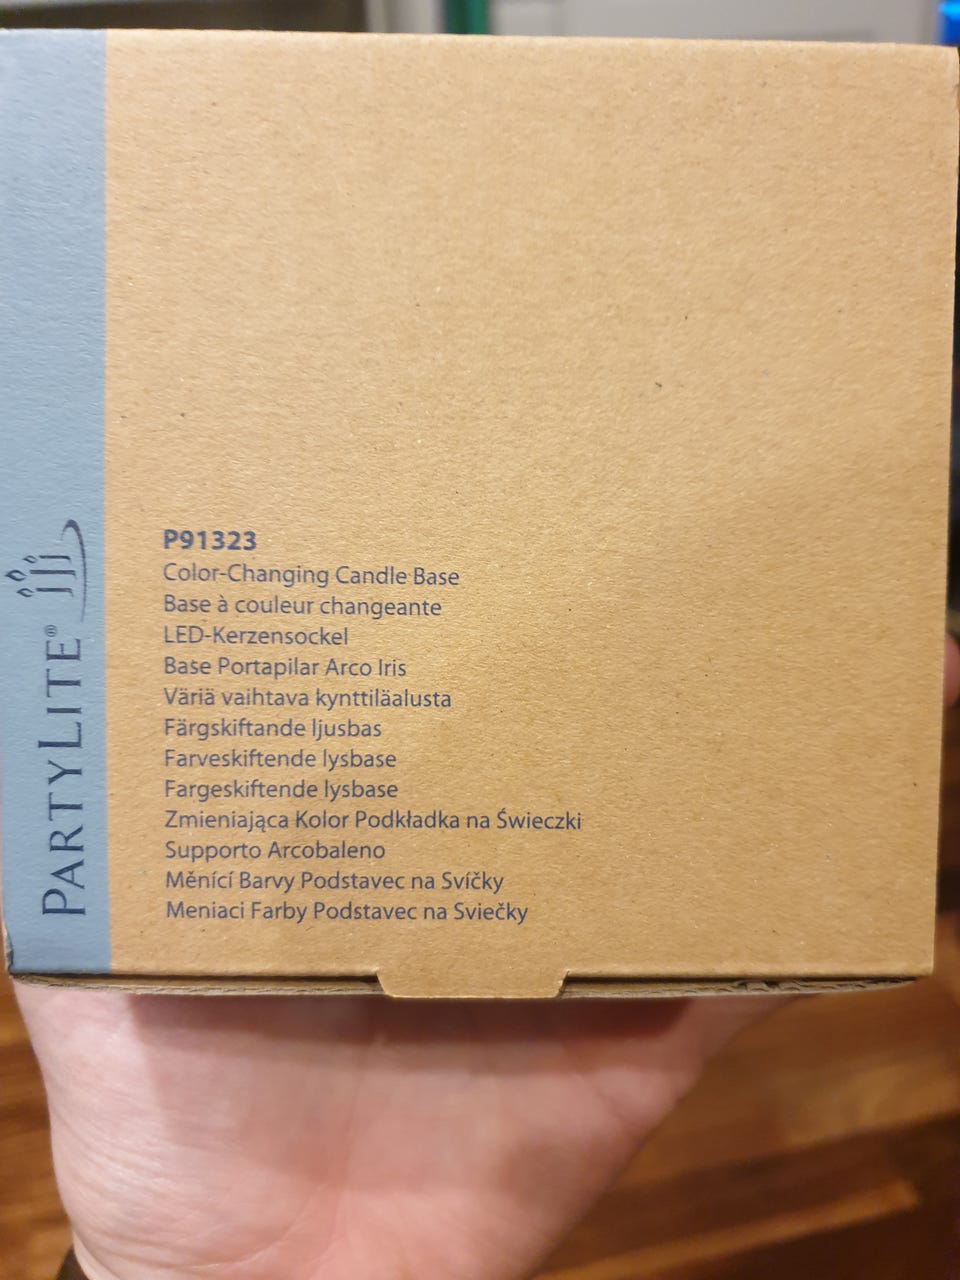 PARTYLITE®
P91323
Color-Changing Candle Base
Base à couleur changeante
LED-Kerzensockel
Base Portapilar Arco Iris
Väriä vaihtava kynttiläalusta
Färgskiftande ljusbas
Farveskiftende lysbase
Fargeskiftende lysbase
Zmieniająca Kolor Podkładka na Świeczki
Supporto Arcobaleno
Měnící Barvy Podstavec na Svíčky
Meniaci Farby Podstavec na Sviečky